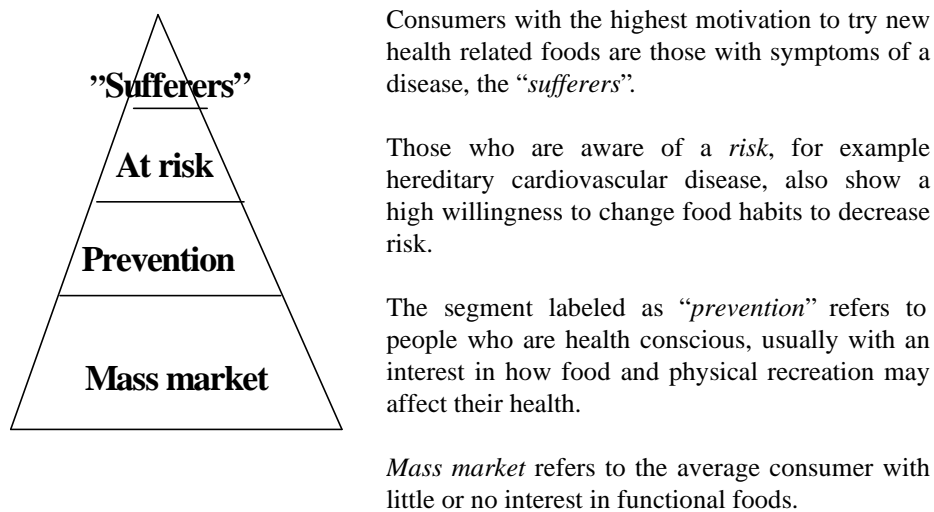 ”Sufferers”
At risk
Prevention
Mass market
Consumers with the highest motivation to try new
health related foods are those with symptoms of a
disease, the “sufferers”.
Those who are aware of a risk, for example
hereditary cardiovascular disease, also show a
high willingness to change food habits to decrease
risk.
The segment labeled as “prevention” refers to
people who are health conscious, usually with an
interest in how food and physical recreation may
affect their health.
Mass market refers to the average consumer with
little or no interest in functional foods.